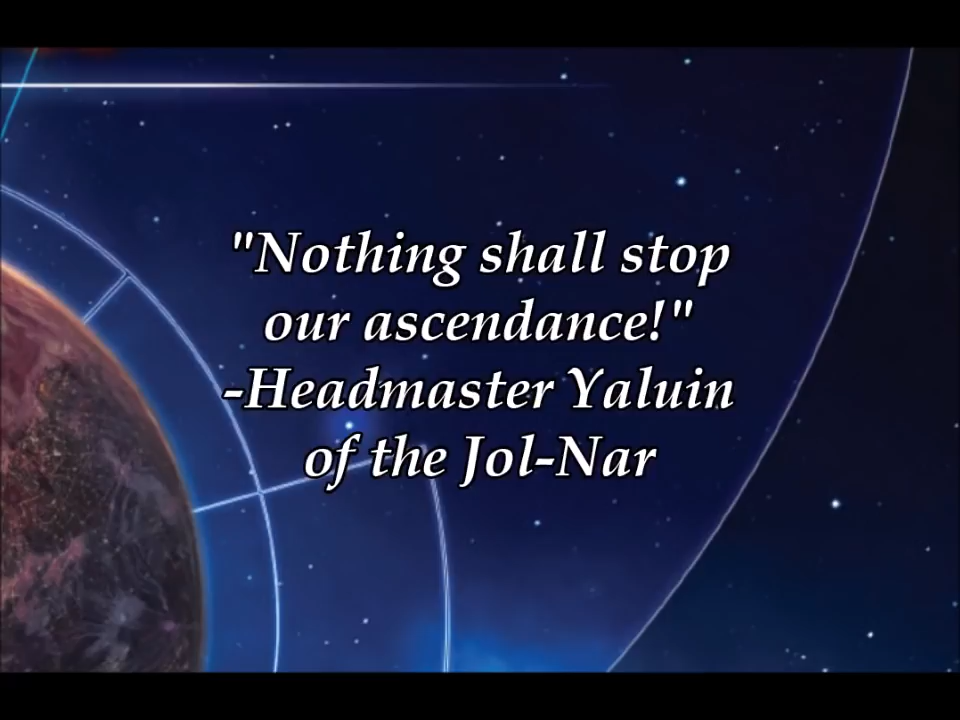 "Nothing shall stop
our ascendance!"
-Headmaster Yaluin
of the Jol-Nar